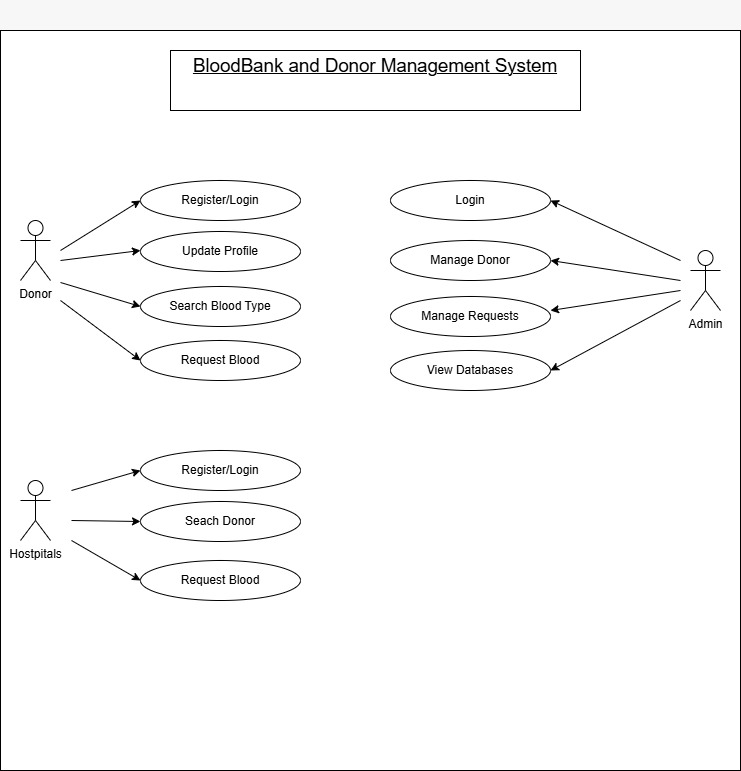 BloodBank and Donor Management System
Register/Login
Update Profile
Search Blood Type
Request Blood
Donor
Login
Manage Donor
Manage Requests
View Databases
Admin
Register/Login
Seach Donor
Request Blood
Hostpitals